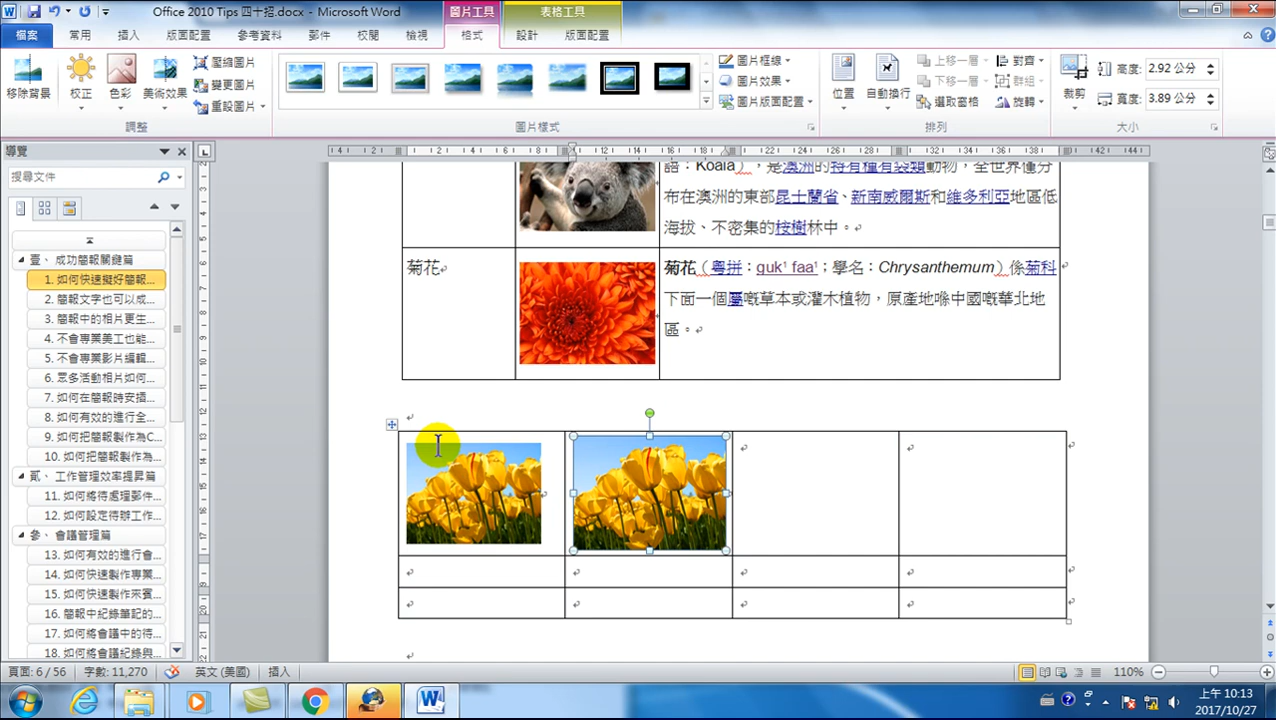 Office 2010 Tips 四十招.docx - Microsoft Word
圖片工具
表格工具
檔案
常用
插入
版面配置
參考資料
郵件
校閱
檢視
格式
設計
版面配置
移除背景
校正
色彩
美術效果
壓縮圖片
變更圖片
重設圖片
調整
圖片框線
圖片效果
圖片版面配置
圖片樣式
位置
自動換行
上移一層
下移一層
選取窗格
對齊
群組
旋轉
排列
裁剪
高度: 2.92 公分
寬度: 3.89 公分
大小
導覽
搜尋文件
壹、 成功簡報關鍵篇
1. 如何快速擬好簡報...
2. 簡報文字也可以成...
3. 簡報中的相片更生...
4. 不會專業美工也能...
5. 不會專業影片編輯...
6. 眾多活動相片如何...
7. 如何在簡報時安插...
8. 如何有效的進行全...
9. 如何把簡報製作為C...
10. 如何把簡報製作為...
貳、 工作管理效率提昇篇
11. 如何將待處理郵件...
12. 如何設定待辦工作...
參、 會議管理篇
13. 如何有效的進行會...
14. 如何快速製作專業...
15. 如何快速製作來賓...
16. 簡報中紀錄筆記的...
17. 如何將會議中的待...
18. 如何將會議紀錄與...
語：Koala），是澳洲的特有種有袋類動物，全世界僅分
布在澳洲的東部昆士蘭省、新南威爾斯和維多利亞地區低
海拔、不密集的桉樹林中。
菊花
菊花（粵拼：guk¹ faa¹；學名：Chrysanthemum）係菊科
下面一個屬嘅草本或灌木植物，原產地喺中國嘅華北地
區。
頁面: 6 / 56
字數: 11,270
英文 (美國)
插入
110%
上午 10:13
2017/10/27